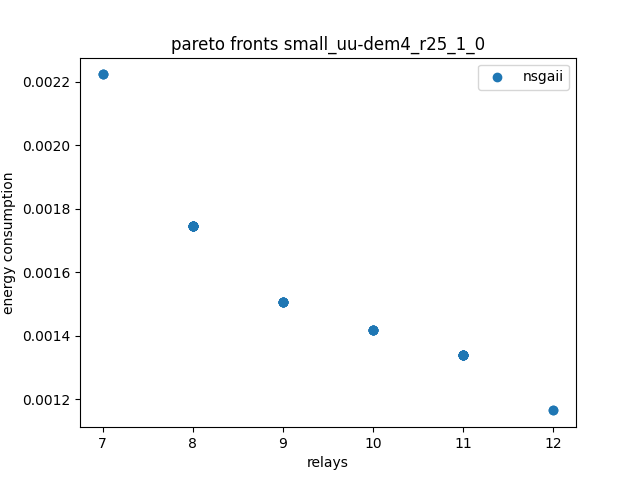 pareto fronts small_uu-dem4_r25_1_0
nsgaii
energy consumption
0.0022
0.0020
0.0018
0.0016
0.0014
0.0012
7 8 9 10 11 12
relays